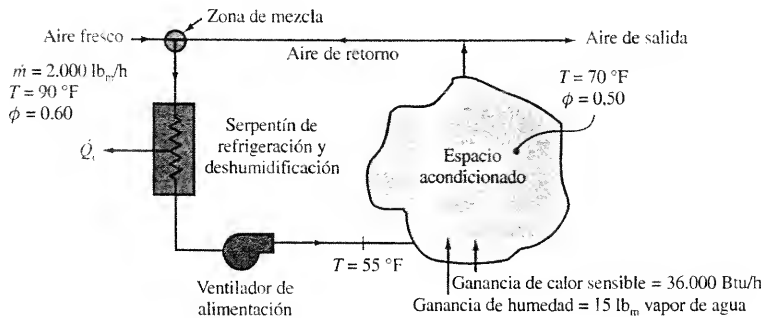 Zona de mezcla
Aire fresco
Aire de retorno
Aire de salida
ṁ = 2.000 lbₘ/h
T = 90 °F
ϕ = 0.60
T = 70 °F
ϕ = 0,50
Serpentín de
refrigeración y
deshumidificación
Espacio
acondicionado
T = 55 °F
Ventilador de
alimentación
Ganancia de calor sensible = 36.000 Btu/h
Ganancia de humedad = 15 lbₘ vapor de agua